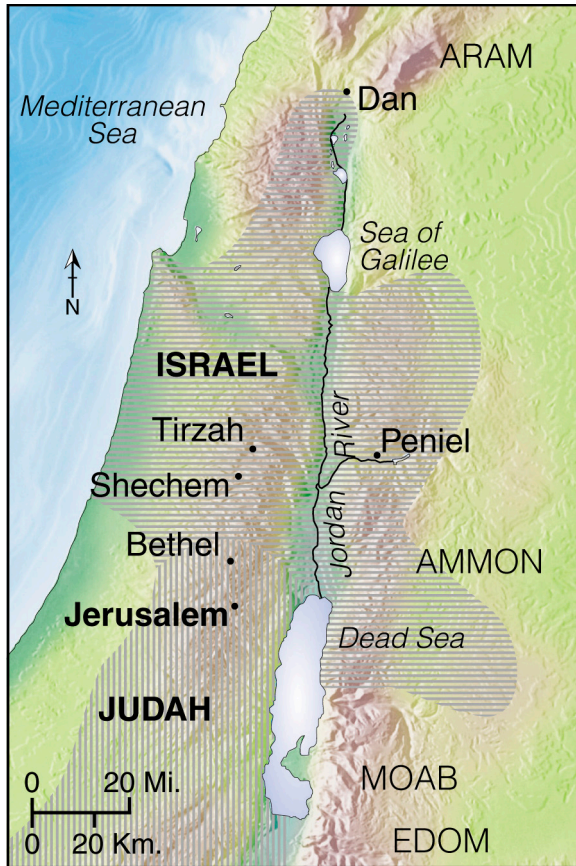 ARAM
Dan
Mediterranean
Sea
Sea of
Galilee
N
ISRAEL
Tirzah
Peniel
Shechem
Jordan River
Bethel
AMMON
Jerusalem
Dead Sea
JUDAH
MOAB
0 20 Mi.
0 20 Km.
EDOM